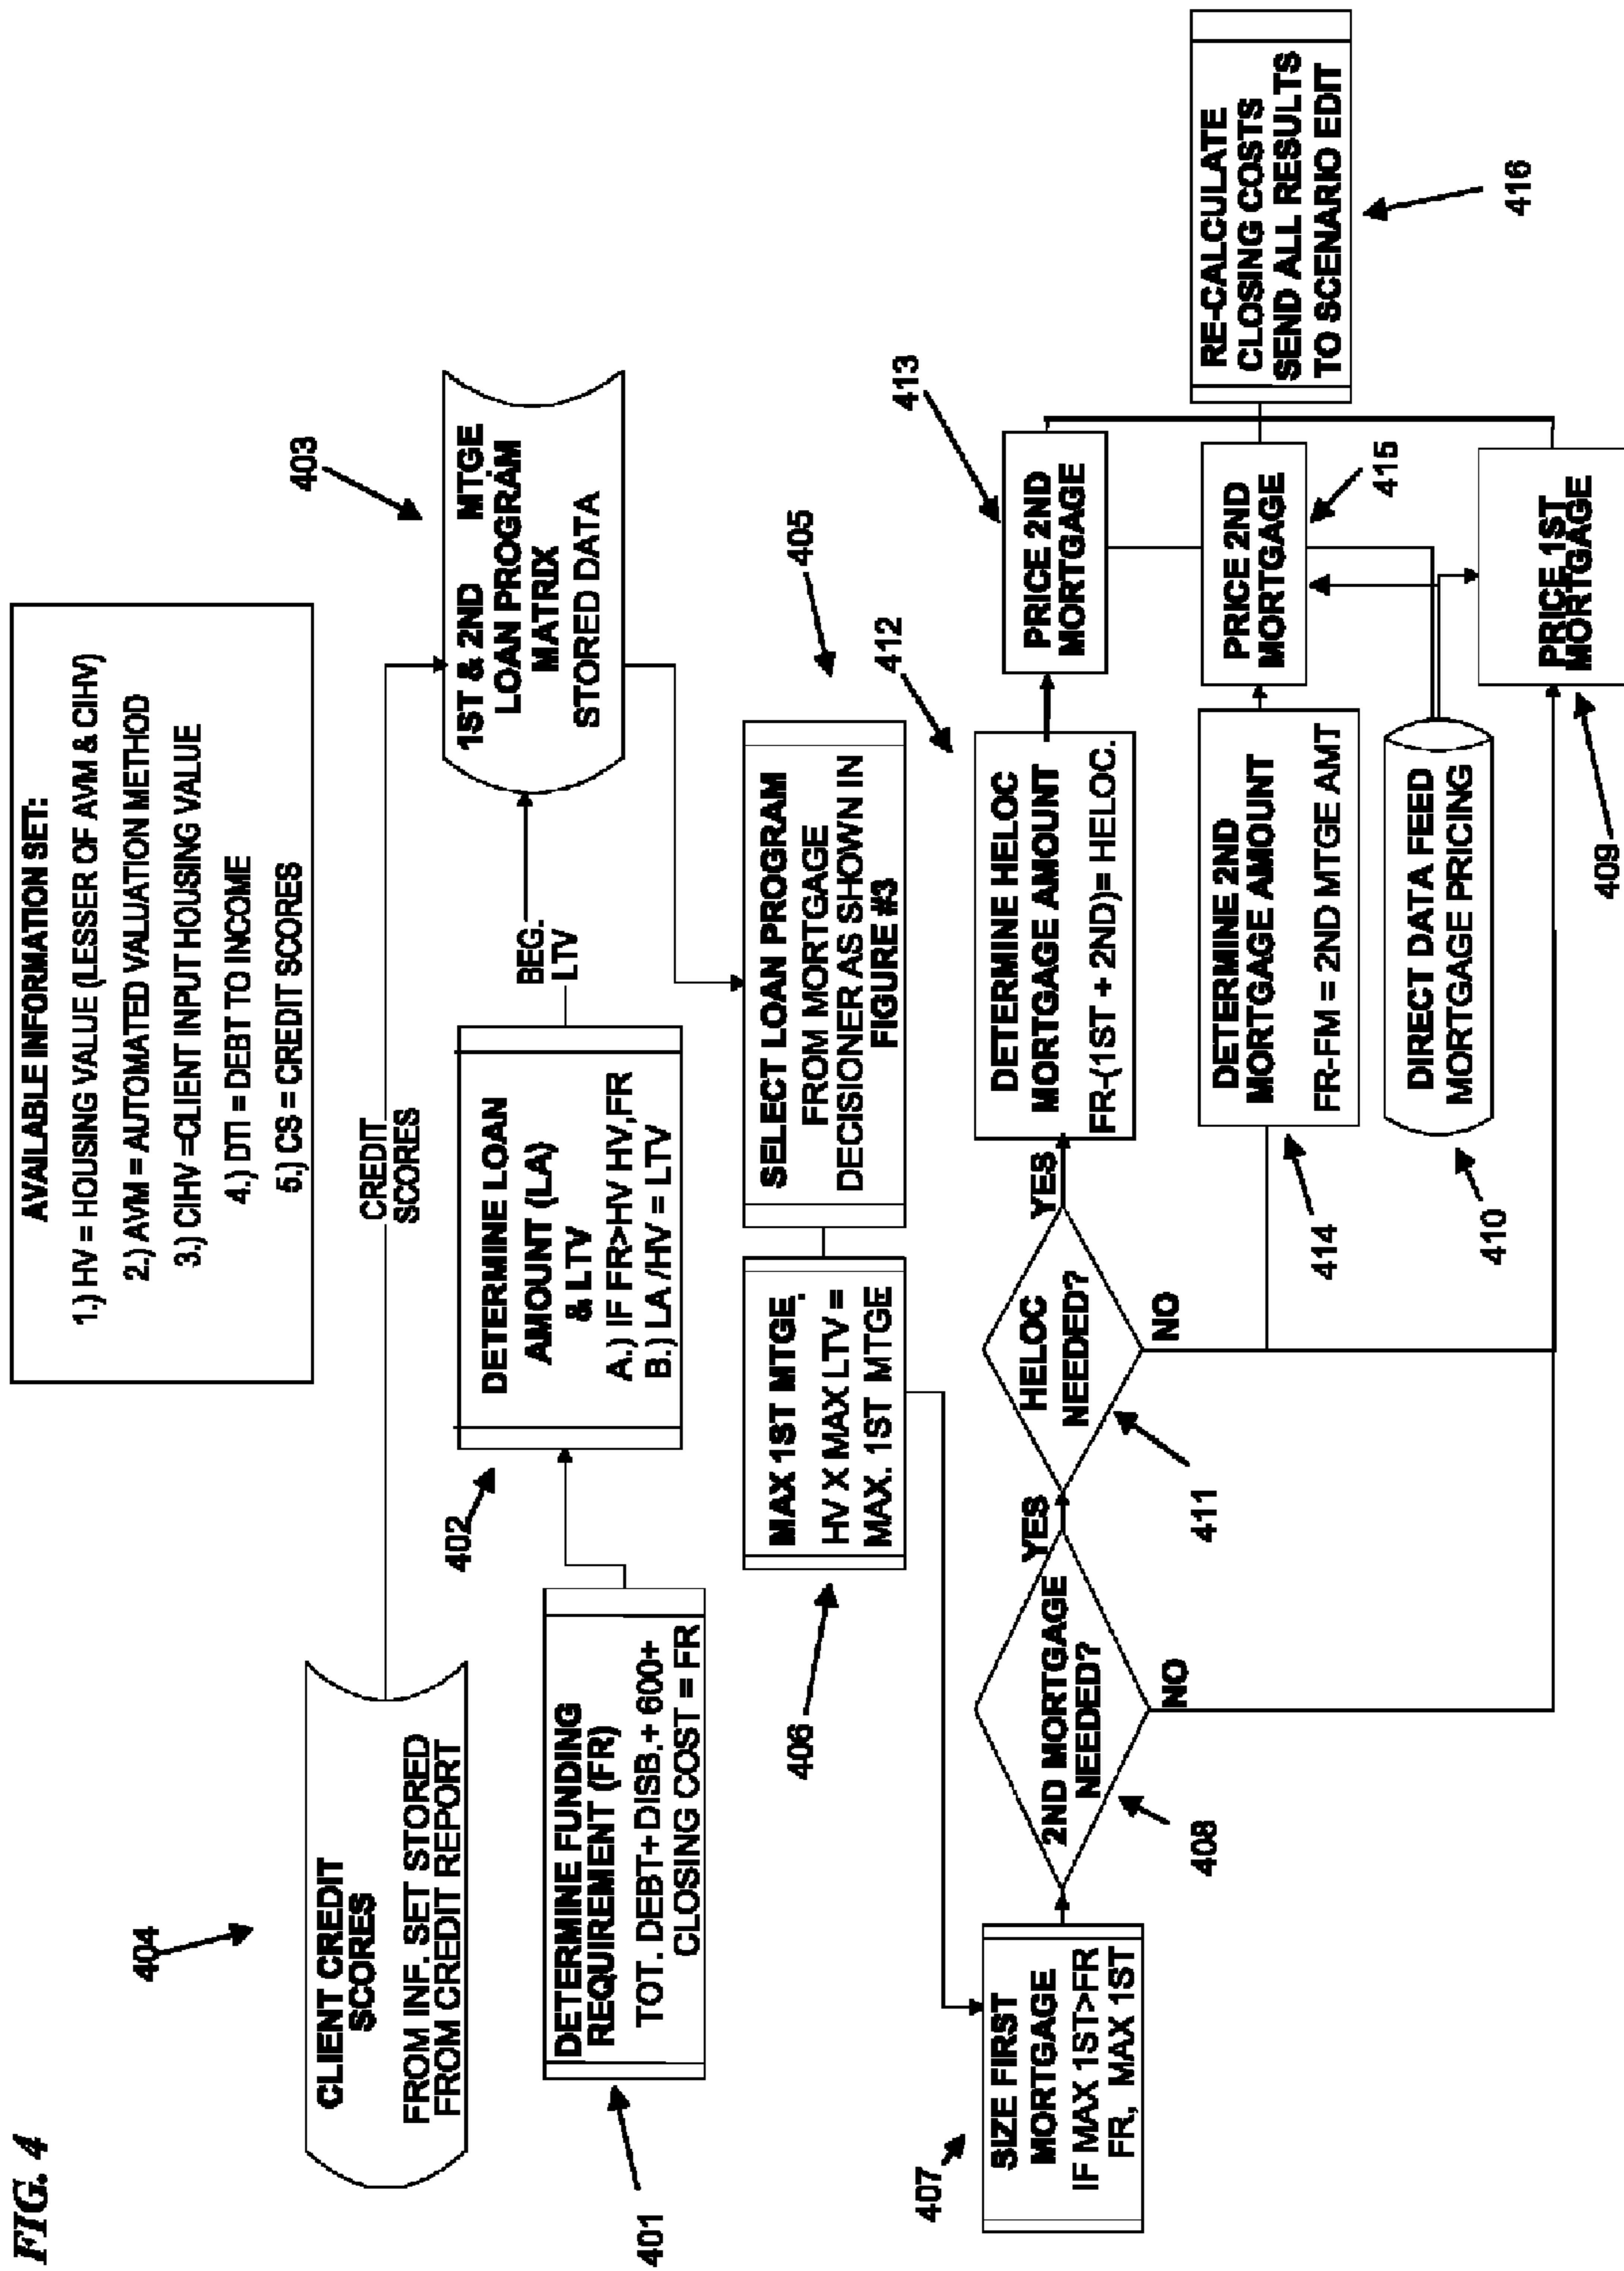 FIG. 4
AVAILABLE INFORMATION SET:
1.) HV = HOUSING VALUE (LESSER OF AVM & CIHV)
2.) AVM = AUTOMATED VALUATION METHOD
3.) CIHV =CLIENT INPUT HOUSING VALUE
4.) DTI = DEBT TO INCOME
5.) CS = CREDIT SCORES
404
CLIENT CREDIT
SCORES
FROM INF. SET STORED
FROM CREDIT REPORT
CREDIT
SCORES
403
1ST & 2ND MTGE
LOAN PROGRAM
MATRIX
STORED DATA
401
DETERMINE FUNDING
REQUIREMENT (FR)
TOT. DEBT+ DISB.+ 600+
CLOSING COST = FR
402
DETERMINE LOAN
AMOUNT (LA)
& LTV
A.) IF FR>HV HV,FR
B.) LA /HV = LTV
BEG.
LTV
405
SELECT LOAN PROGRAM
FROM MORTGAGE
DECISIONER AS SHOWN IN
FIGURE #3
406
MAX 1ST MTGE.
HV X MAX LTV =
MAX. 1ST MTGE
407
SIZE FIRST
MORTGAGE
IF MAX 1ST>FR
FR, MAX 1ST
408
2ND MORTGAGE
NEEDED?
YES
NO
411
HELOC
NEEDED?
YES
NO
412
DETERMINE HELOC
MORTGAGE AMOUNT
FR-(1ST + 2ND)= HELOC.
413
PRICE 2ND
MORTGAGE
414
DETERMINE 2ND
MORTGAGE AMOUNT
FR-FM = 2ND MTGE AMT
415
PRICE 2ND
MORTGAGE
410
DIRECT DATA FEED
MORTGAGE PRICING
409
PRICE 1ST
MORTGAGE
416
RE-CALCULATE
CLOSING COSTS
SEND ALL RESULTS
TO SCENARIO EDIT